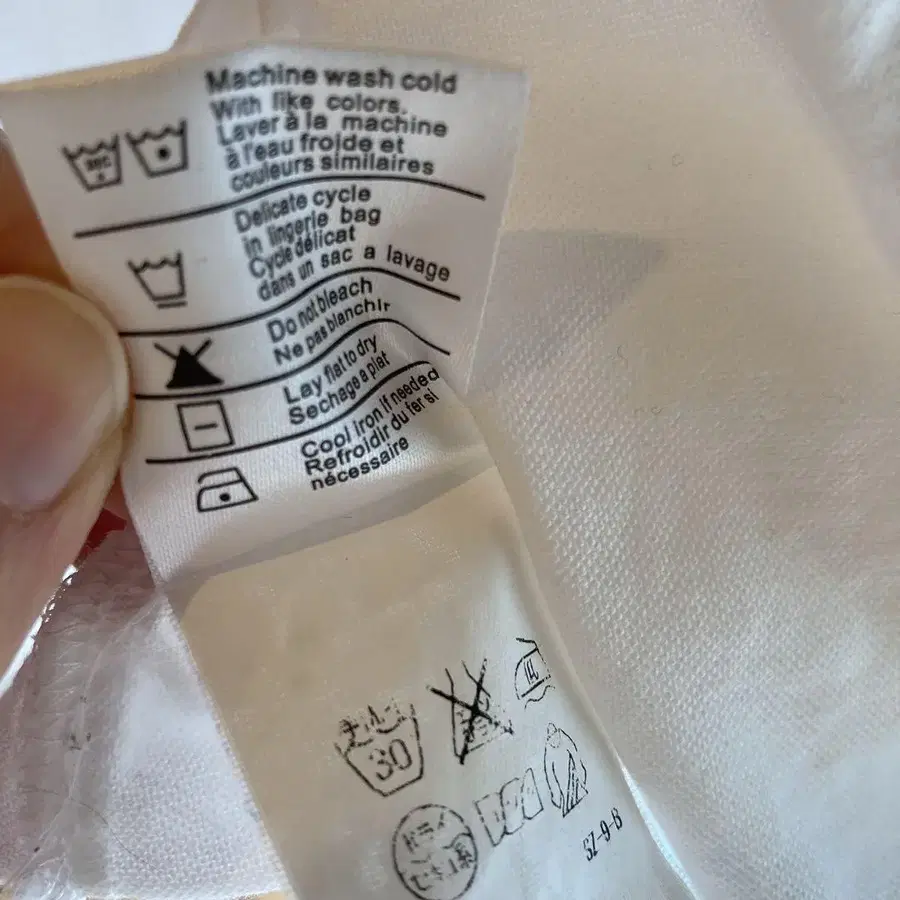 Machine wash cold
With like colors.
Laver à la machine
à l'eau froide et
couleurs similaires
Delicate cycle
in lingerie bag
Cycle délicat
dans un sac a lavage
Do not bleach
Ne pas blanchir
Lay flat to dry
Sechage a plat
Cool iron if needed
Refroidir du fer si
nécessaire
30
SZ-9-8